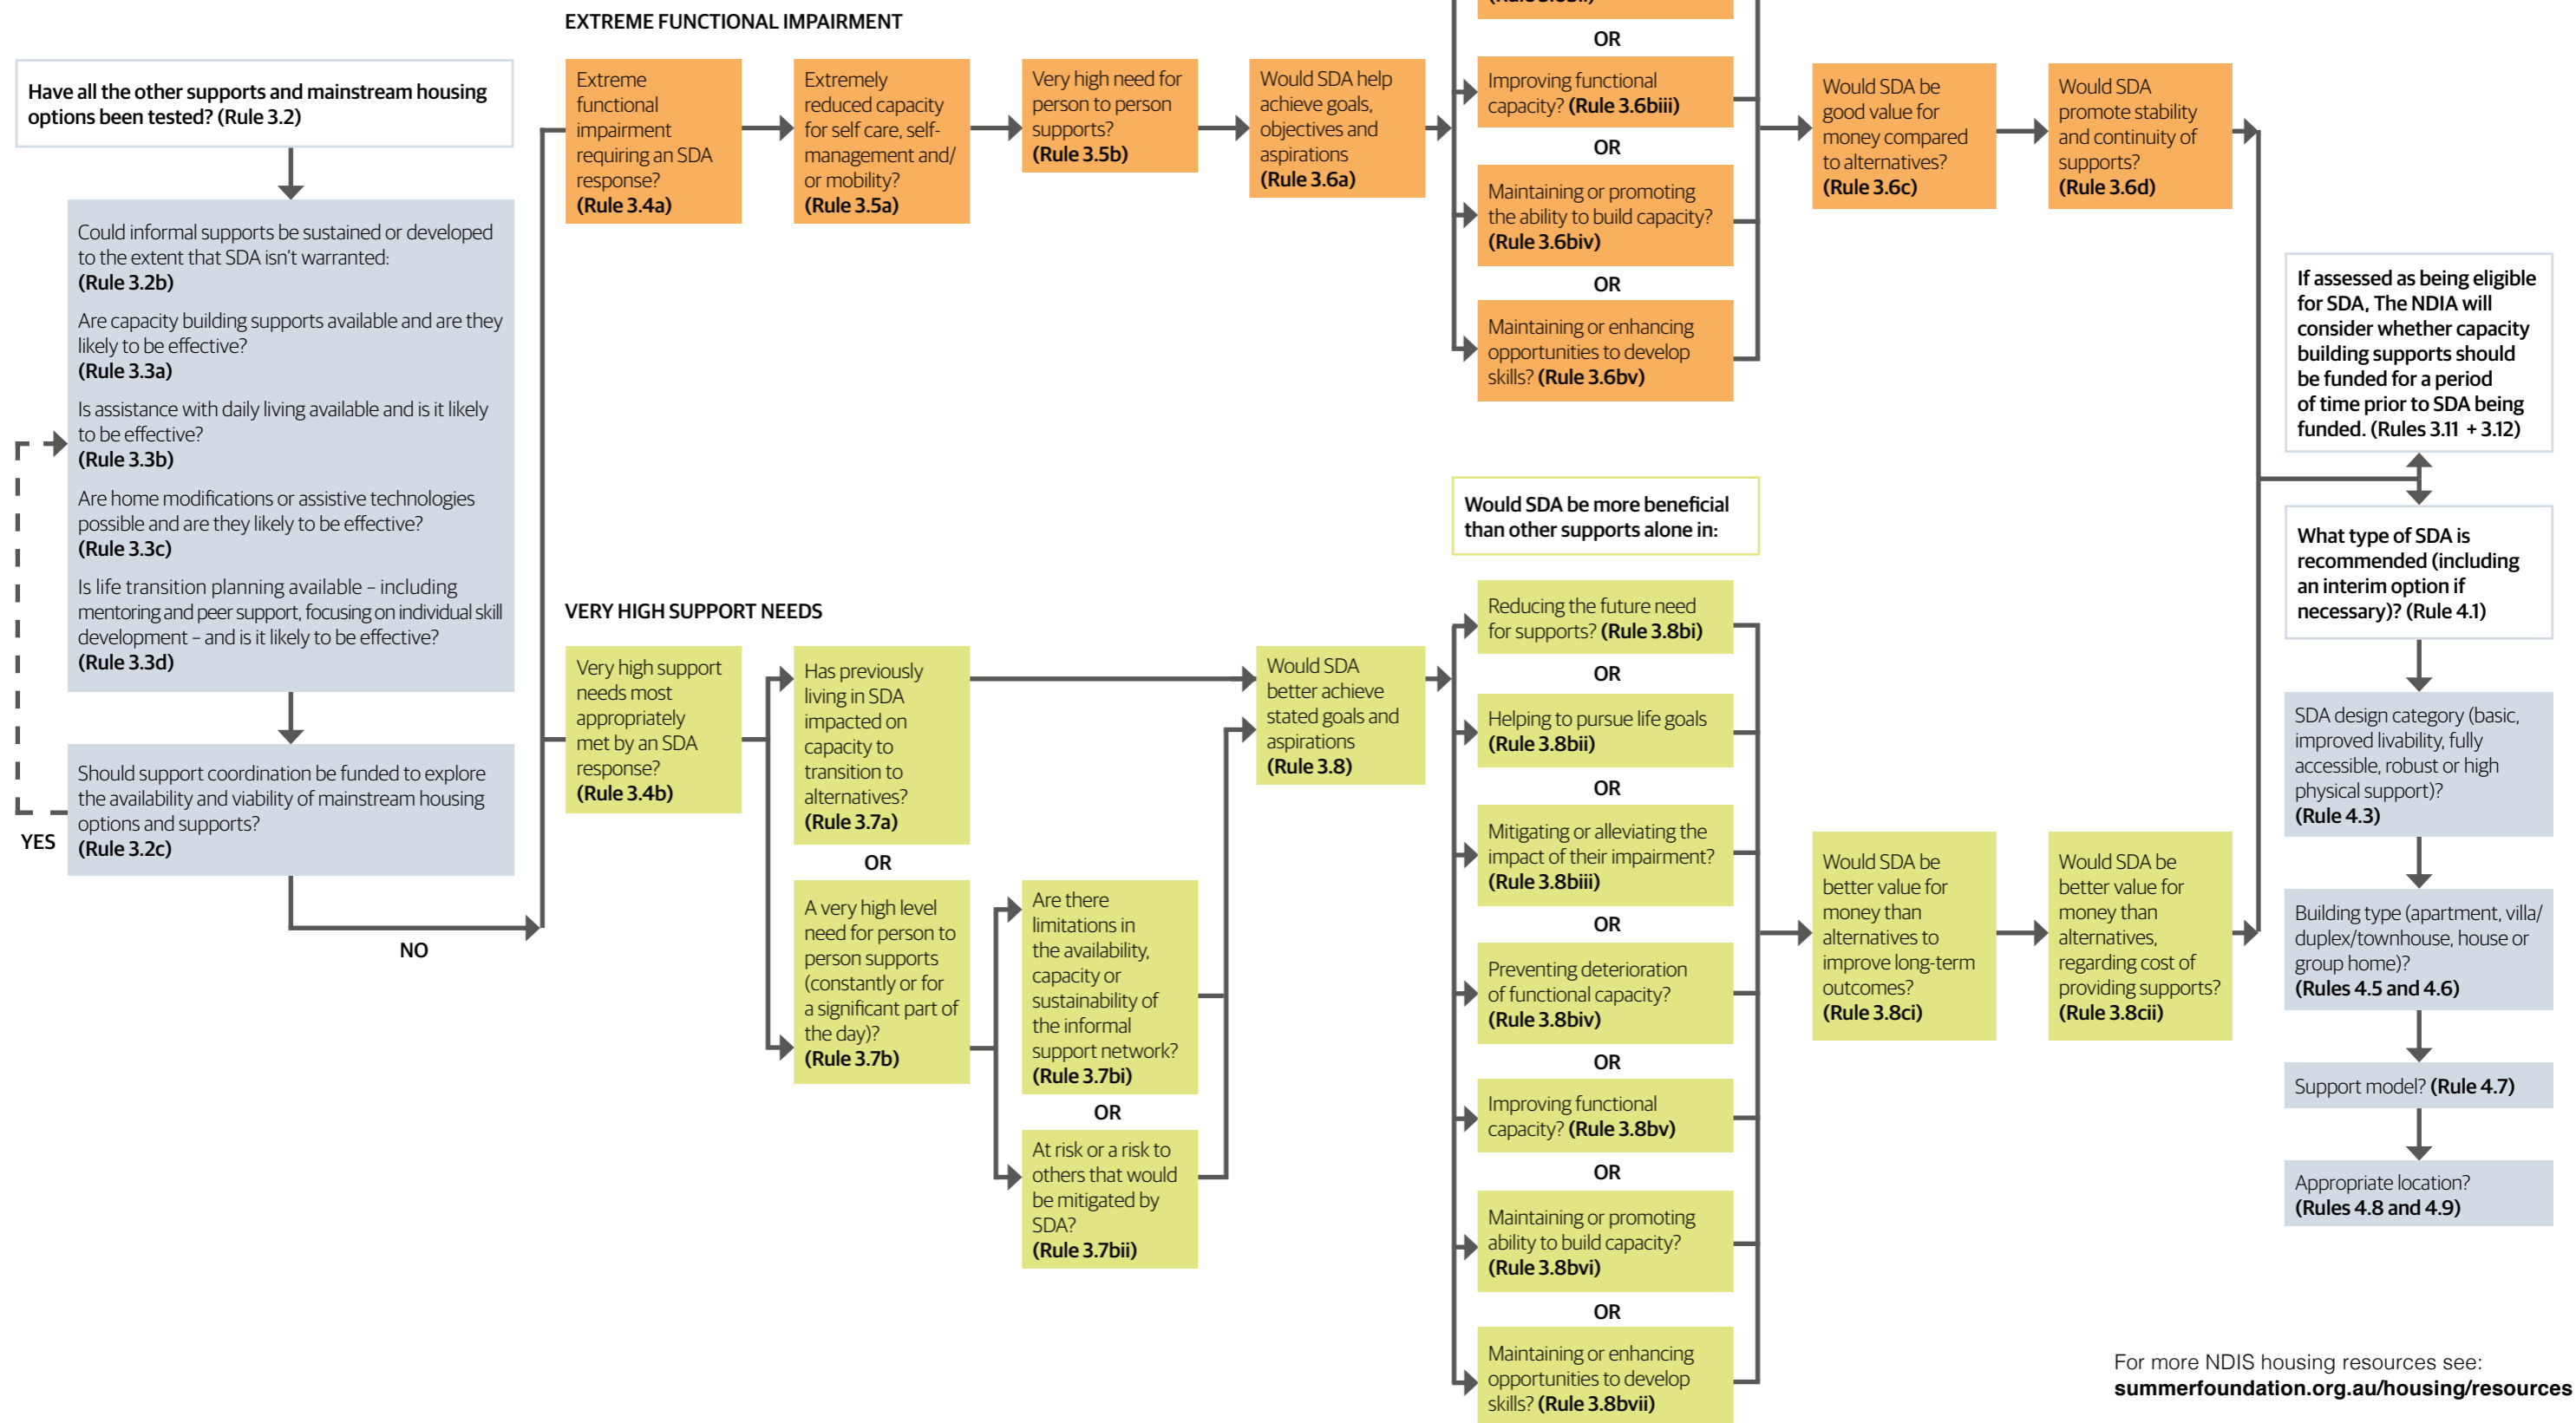 EXTREME FUNCTIONAL IMPAIRMENT
Have all the other supports and mainstream housing
options been tested? (Rule 3.2)
Could informal supports be sustained or developed
to the extent that SDA isn't warranted:
(Rule 3.2b)
Are capacity building supports available and are they
likely to be effective?
(Rule 3.3a)
Is assistance with daily living available and is it likely
to be effective?
(Rule 3.3b)
Are home modifications or assistive technologies
possible and are they likely to be effective?
(Rule 3.3c)
Is life transition planning available – including
mentoring and peer support, focusing on individual skill
development – and is it likely to be effective?
(Rule 3.3d)
Should support coordination be funded to explore
the availability and viability of mainstream housing
options and supports?
(Rule 3.2c)
YES
NO
Extreme
functional
impairment
requiring an SDA
response?
(Rule 3.4a)
Extremely
reduced capacity
for self care, self-
management and/
or mobility?
(Rule 3.5a)
Very high need for
person to person
supports?
(Rule 3.5b)
Would SDA help
achieve goals,
objectives and
aspirations
(Rule 3.6a)
OR
Improving functional
capacity? (Rule 3.6biii)
OR
Maintaining or promoting
the ability to build capacity?
(Rule 3.6biv)
OR
Maintaining or enhancing
opportunities to develop
skills? (Rule 3.6bv)
Would SDA be
good value for
money compared
to alternatives?
(Rule 3.6c)
Would SDA
promote stability
and continuity of
supports?
(Rule 3.6d)
VERY HIGH SUPPORT NEEDS
Very high support
needs most
appropriately
met by an SDA
response?
(Rule 3.4b)
Has previously
living in SDA
impacted on
capacity to
transition to
alternatives?
(Rule 3.7a)
OR
A very high level
need for person to
person supports
(constantly or for
a significant part of
the day)?
(Rule 3.7b)
Are there
limitations in
the availability,
capacity or
sustainability of
the informal
support network?
(Rule 3.7bi)
OR
At risk or a risk to
others that would
be mitigated by
SDA?
(Rule 3.7bii)
Would SDA
better achieve
stated goals and
aspirations
(Rule 3.8)
Would SDA be more beneficial
than other supports alone in:
Reducing the future need
for supports? (Rule 3.8bi)
OR
Helping to pursue life goals
(Rule 3.8bii)
OR
Mitigating or alleviating the
impact of their impairment?
(Rule 3.8biii)
OR
Preventing deterioration
of functional capacity?
(Rule 3.8biv)
OR
Improving functional
capacity? (Rule 3.8bv)
OR
Maintaining or promoting
ability to build capacity?
(Rule 3.8bvi)
OR
Maintaining or enhancing
opportunities to develop
skills? (Rule 3.8bvii)
Would SDA be
better value for
money than
alternatives to
improve long-term
outcomes?
(Rule 3.8ci)
Would SDA be
better value for
money than
alternatives,
regarding cost of
providing supports?
(Rule 3.8cii)
If assessed as being eligible
for SDA, The NDIA will
consider whether capacity
building supports should
be funded for a period
of time prior to SDA being
funded. (Rules 3.11 + 3.12)
What type of SDA is
recommended (including
an interim option if
necessary)? (Rule 4.1)
SDA design category (basic,
improved livability, fully
accessible, robust or high
physical support)?
(Rule 4.3)
Building type (apartment, villa/
duplex/townhouse, house or
group home)?
(Rules 4.5 and 4.6)
Support model? (Rule 4.7)
Appropriate location?
(Rules 4.8 and 4.9)
For more NDIS housing resources see:
summerfoundation.org.au/housing/resources